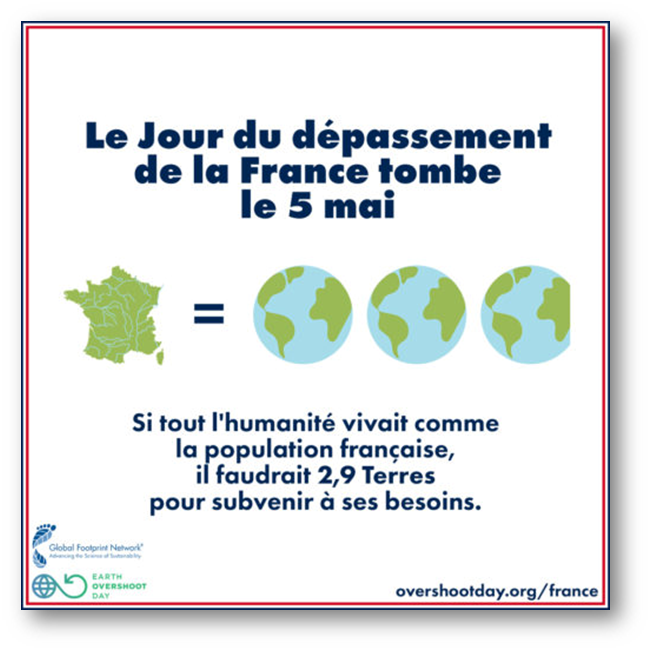 Le Jour du dépassement
de la France tombe
le 5 mai
=
Si tout l'humanité vivait comme
la population française,
il faudrait 2,9 Terres
pour subvenir à ses besoins.
Global Footprint Network®
Advancing the Science of Sustainability
EARTH
OVERSHOOT
DAY
overshootday.org/france